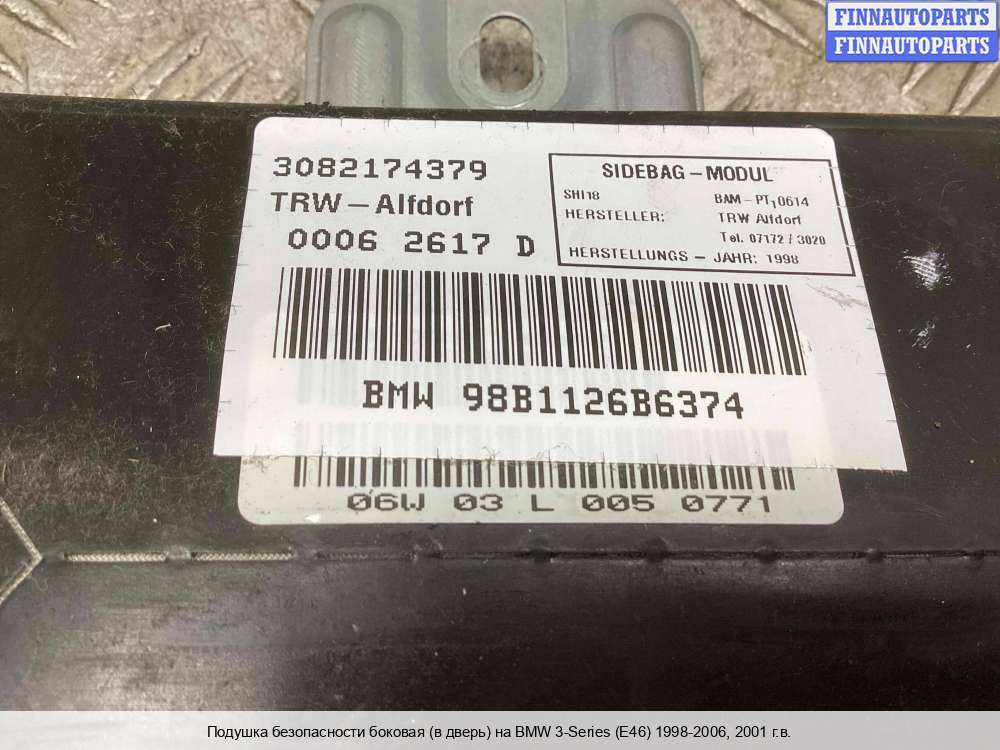 FINNAUTOPARTS
FINNAUTOPARTS
3082174379
TRW-Alfdorf
0006 2617 D
SIDEBAG-MODUL
SHI18 BAM-PT10614
HERSTELLER: TRW Alfdorf
Tel. 07172/3020
HERSTELLUNGS-JAHR: 1998
BMW 98B1126B6374
06W 03 L 005 0771
Подушка безопасности боковая (в дверь) на BMW 3-Series (E46) 1998-2006, 2001 г.в.